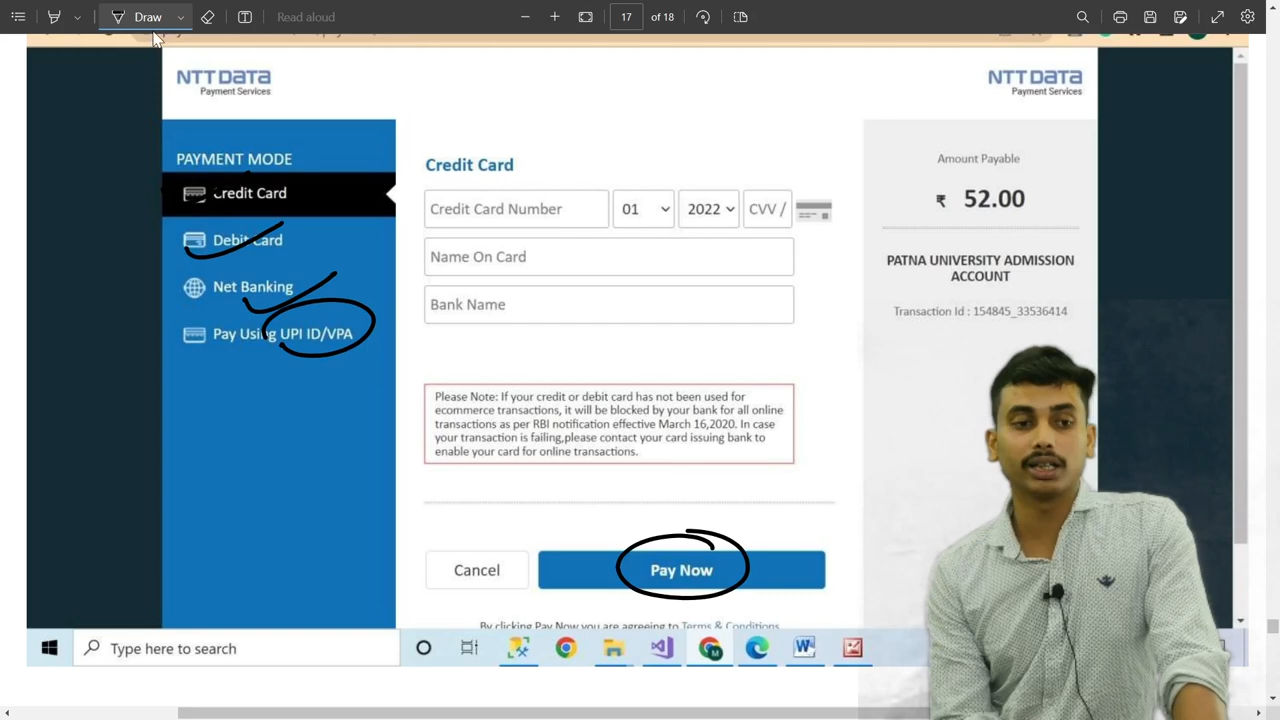 Draw
Read aloud
17
of 18
NTT DATA
Payment Services
NTT DATA
Payment Services
PAYMENT MODE
Credit Card
Debit Card
Net Banking
Pay Using UPI ID/VPA
Credit Card
Credit Card Number
01
2022
CVV /
Name On Card
Bank Name
Please Note: If your credit or debit card has not been used for
ecommerce transactions, it will be blocked by your bank for all online
transactions as per RBI notification effective March 16,2020. In case
your transaction is failing,please contact your card issuing bank to
enable your card for online transactions.
Cancel
Pay Now
By clicking Pay Now you are agreeing to Terms & Conditions
Amount Payable
₹ 52.00
PATNA UNIVERSITY ADMISSION
ACCOUNT
Transaction Id : 154845_33536414
Type here to search